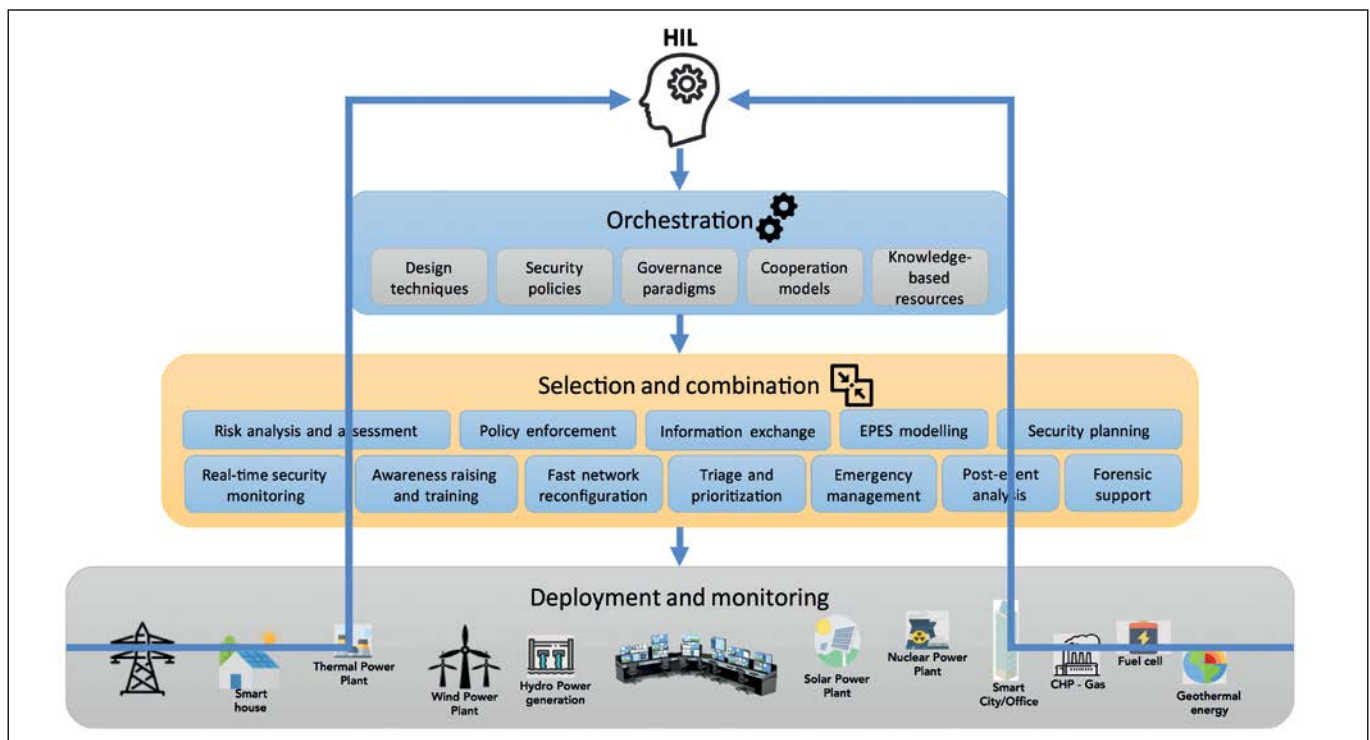 HIL
Orchestration
Design
techniques
Security
policies
Governance
paradigms
Cooperation
models
Knowledge-
based
resources
Selection and combination
Risk analysis and assessment
Policy enforcement
Information exchange
EPES modelling
Security planning
Real-time security
monitoring
Awareness raising
and training
Fast network
reconfiguration
Triage and
prioritization
Emergency
management
Post-event
analysis
Forensic
support
Deployment and monitoring
Smart
house
Thermal Power
Plant
Wind Power
Plant
Hydro Power
generation
Solar Power
Plant
Nuclear Power
Plant
Smart
City/Office
CHP - Gas
Fuel cell
Geothermal
energy